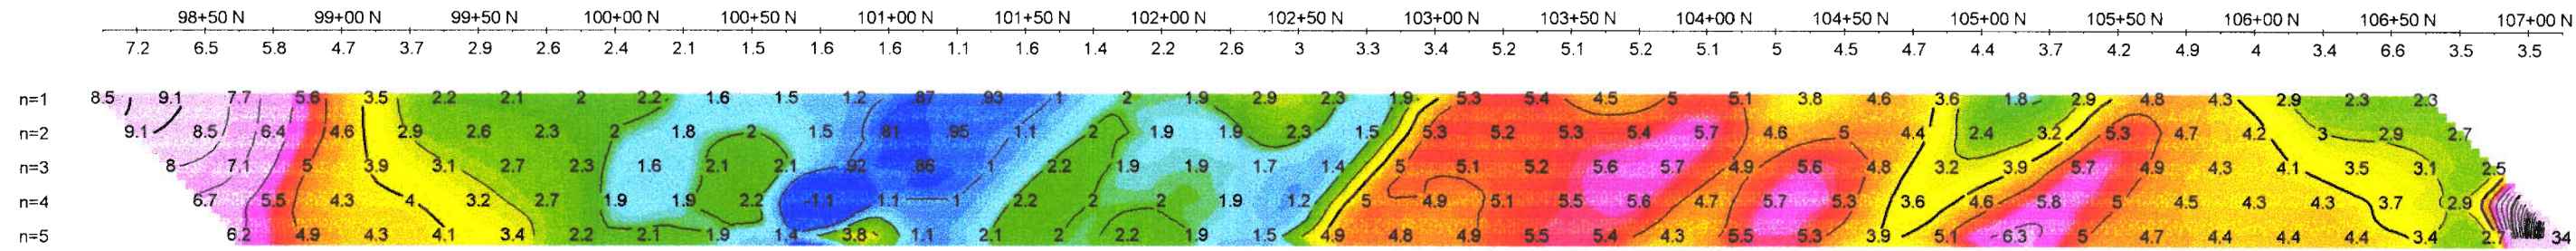 98+50 N 99+00 N 99+50 N 100+00 N 100+50 N 101+00 N 101+50 N 102+00 N 102+50 N 103+00 N 103+50 N 104+00 N 104+50 N 105+00 N 105+50 N 106+00 N 106+50 N 107+00 N
7.2 6.5 5.8 4.7 3.7 2.9 2.6 2.4 2.1 1.5 1.6 1.6 1.1 1.6 1.4 2.2 2.6 3 3.3 3.4 5.2 5.1 5.2 5.1 5 4.5 4.7 4.4 3.7 4.2 4.9 4 3.4 6.6 3.5 3.5
n=1 8.5 9.1 7.7 5.6 3.5 2.2 2.1 2 2.2 1.6 1.5 1.2 .87 .93 1 2 1.9 2.9 2.3 1.9 5.3 5.4 4.5 5 5.1 3.8 4.6 3.6 1.8 2.9 4.8 4.3 2.9 2.3 2.3
n=2 9.1 8.5 6.4 4.6 2.9 2.6 2.3 2 1.8 2 1.5 .81 .95 1.1 2 1.9 1.9 2.3 1.5 5.3 5.2 5.3 5.4 5.7 4.6 5 4.4 2.4 3.2 5.3 4.7 4.2 3 2.9 2.7
n=3 8 7.1 5 3.9 3.1 2.7 2.3 1.6 2.1 2.1 .92 .86 1 2.2 1.9 1.9 1.7 1.4 5 5.1 5.2 5.6 5.7 4.9 5.6 4.8 3.2 3.9 5.7 4.9 4.3 4.1 3.5 3.1 2.5
n=4 6.7 5.5 4.3 4 3.2 2.7 1.9 1.9 2.2 -1.1 1.1 1 2.2 2 2 1.9 1.2 5 4.9 5.1 5.5 5.6 4.7 5.7 5.3 3.6 4.6 5.8 5 4.5 4.3 4.3 3.7 2.9
n=5 6.2 4.9 4.3 4.1 3.4 2.2 2.1 1.9 1.4 3.8 1.1 2.1 2 2.2 1.9 1.5 4.9 4.8 4.9 5.5 5.4 4.3 5.5 5.3 3.9 5.1 6.3 5 4.7 4.4 4.4 4.4 3.4 2.7 34